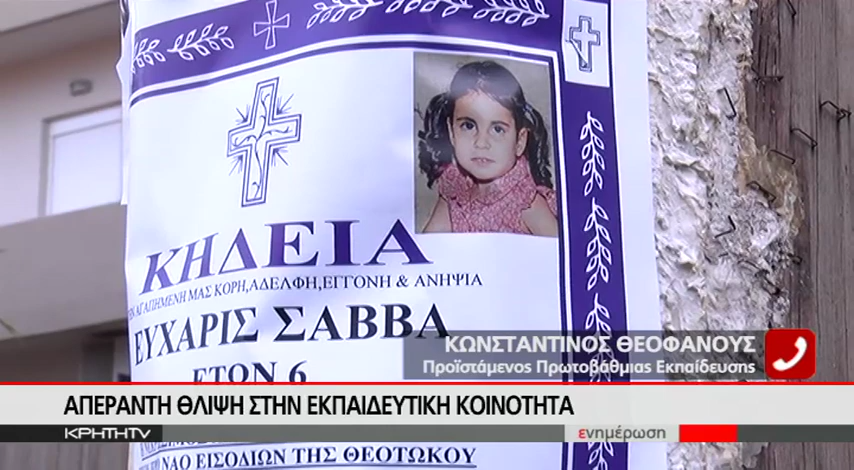 ΚΗΔΕΙΑ
ΑΓΑΠΗΜΕΝΗ ΜΑΣ ΚΟΡΗ,ΑΔΕΛΦΗ,ΕΓΓΟΝΗ & ΑΝΗΨΙΑ
ΕΥΧΑΡΙΣ ΣΑΒΒΑ
ΕΤΩΝ 6
ΚΩΝΣΤΑΝΤΙΝΟΣ ΘΕΟΦΑΝΟΥΣ
Προϊστάμενος Πρωτοβάθμιας Εκπαίδευσης
ΑΠΕΡΑΝΤΗ ΘΛΙΨΗ ΣΤΗΝ ΕΚΠΑΙΔΕΥΤΙΚΗ ΚΟΙΝΟΤΗΤΑ
ΚΡΗΤΗTV
ενημέρωση
ΝΑΟ ΕΙΣΟΔΙΩΝ ΤΗΣ ΘΕΟΤΟΚΟΥ